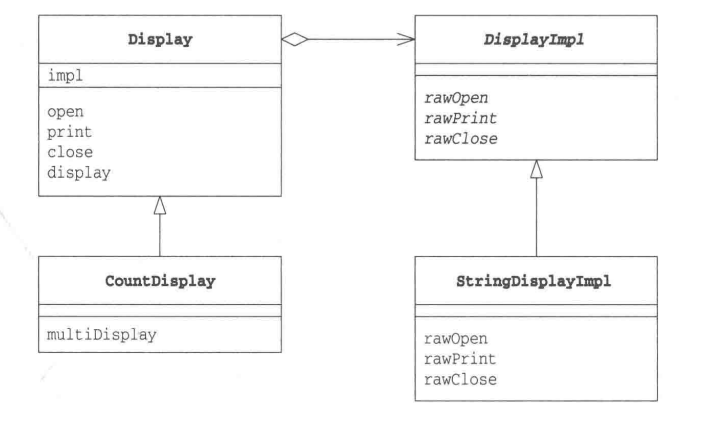 Display
impl
open
print
close
display
DisplayImpl
rawOpen
rawPrint
rawClose
CountDisplay
multiDisplay
StringDisplayImpl
rawOpen
rawPrint
rawClose